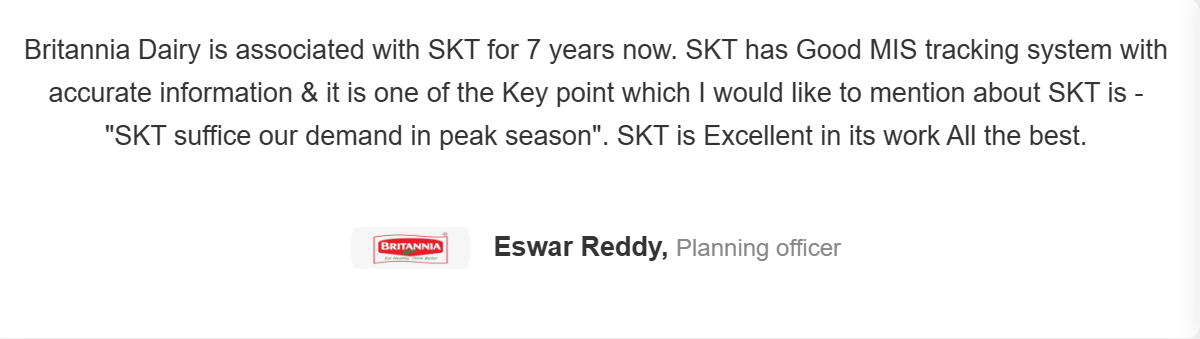 Britannia Dairy is associated with SKT for 7 years now. SKT has Good MIS tracking system with
accurate information & it is one of the Key point which I would like to mention about SKT is -
"SKT suffice our demand in peak season". SKT is Excellent in its work All the best.
BRITANNIA
Eswar Reddy, Planning officer